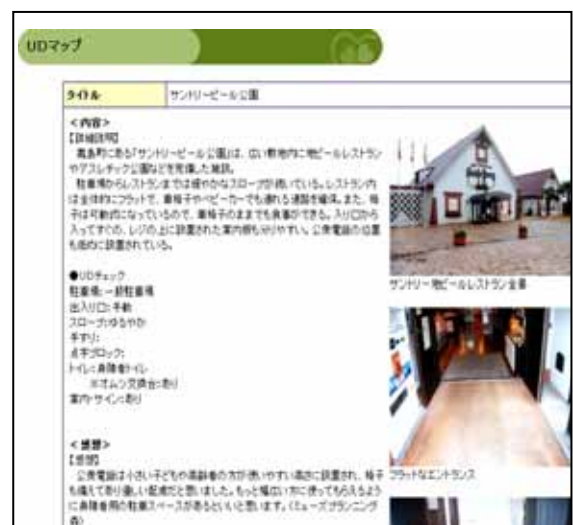 UDマップ
タイトル
サントリービール公園
<内容>
【詳細説明】
嘉島町にある「サントリービール公園」は、広い敷地内に地ビールレストラン
やアスレチック公園などを完備した施設。
駐車場からレストランまでは緩やかなスロープが続いている。レストラン内
は全体的にフラットで、車椅子やベビーカーでも通れる通路を確保。また、椅
子は可動式になっているので、車椅子のままでも食事ができる。入り口から
入ってすぐの、レジの上に設置された案内板も分りやすい。公衆電話の位置
も低めに設置されている。
サントリー地ビールレストラン全景
●UDチェック
駐車場:一般駐車場
出入り口:手動
スロープ:ゆるやか
手すり:
点字ブロック:
トイレ:身障者トイレ
※オムツ交換台:あり
案内・サイン:あり
フラットなエントランス
<感想>
【感想】
公衆電話は小さい子どもや高齢者の方が使いやすい高さに設置され、椅子
も備えてあり優しい配慮だと思いました。もっと幅広い方に使ってもらえるよう
に身障者用の駐車スペースがあるといいと思います。(ミューズプランニング
森)